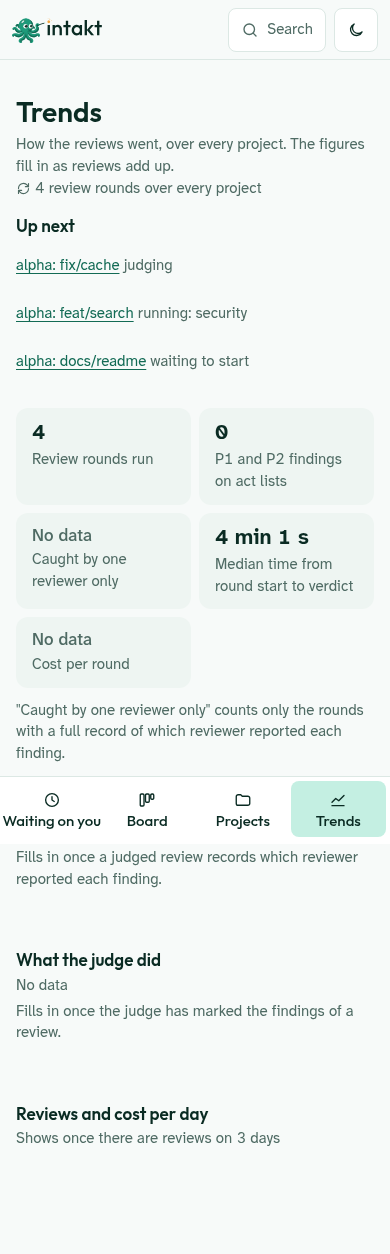 intakt
Search
Trends
How the reviews went, over every project. The figures
fill in as reviews add up.
4 review rounds over every project
Up next
alpha: fix/cache judging
alpha: feat/search running: security
alpha: docs/readme waiting to start
4
Review rounds run
0
P1 and P2 findings
on act lists
No data
Caught by one
reviewer only
4 min 1 s
Median time from
round start to verdict
No data
Cost per round
"Caught by one reviewer only" counts only the rounds
with a full record of which reviewer reported each
finding.
Waiting on you
Board
Projects
Trends
Fills in once a judged review records which reviewer
reported each finding.
What the judge did
No data
Fills in once the judge has marked the findings of a
review.
Reviews and cost per day
Shows once there are reviews on 3 days